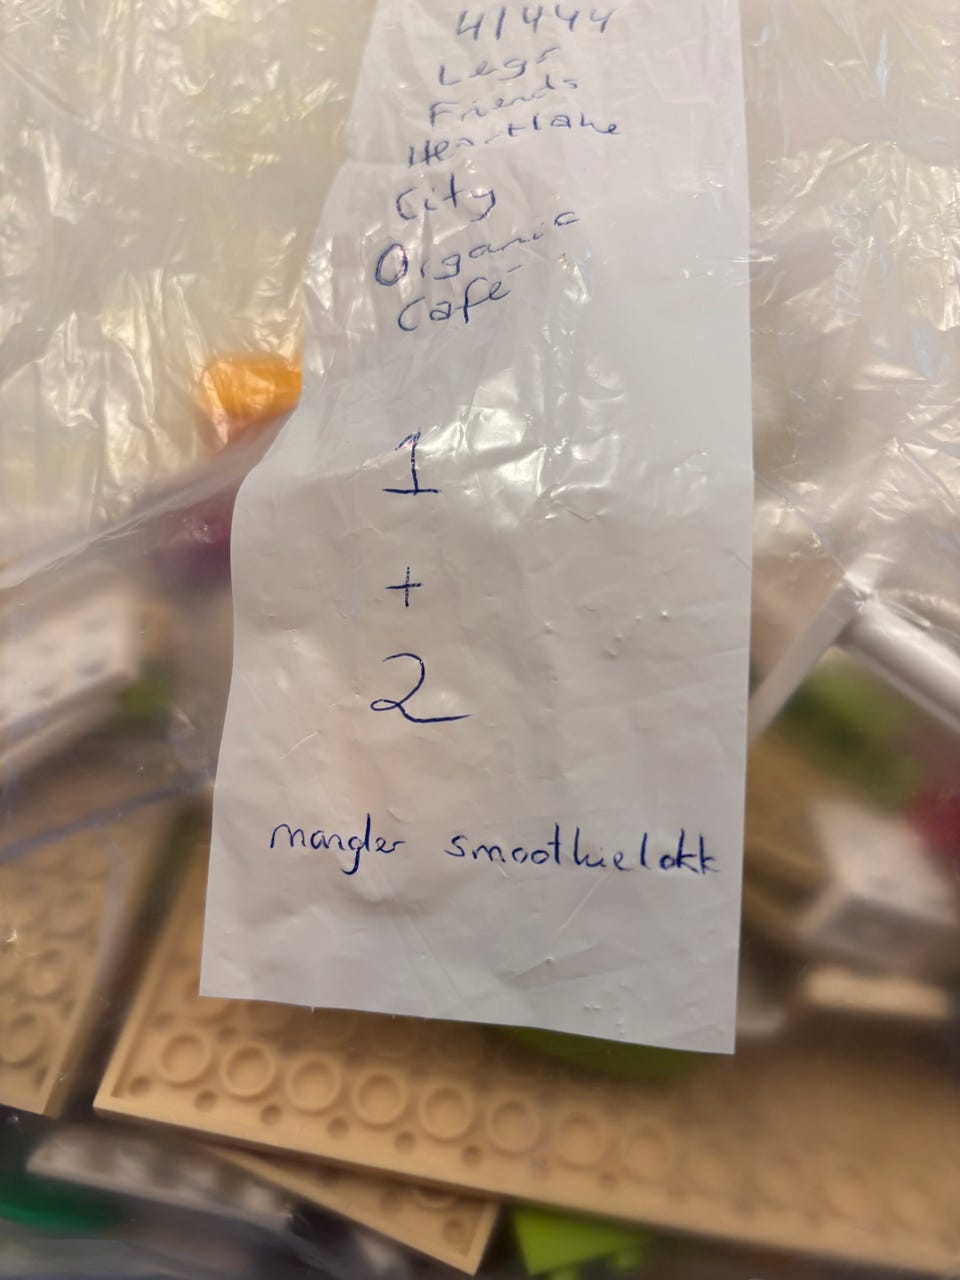 41444
Lego
Friends
Heartlake
City
Organic
Café
1
+
2
mangler smoothielokk